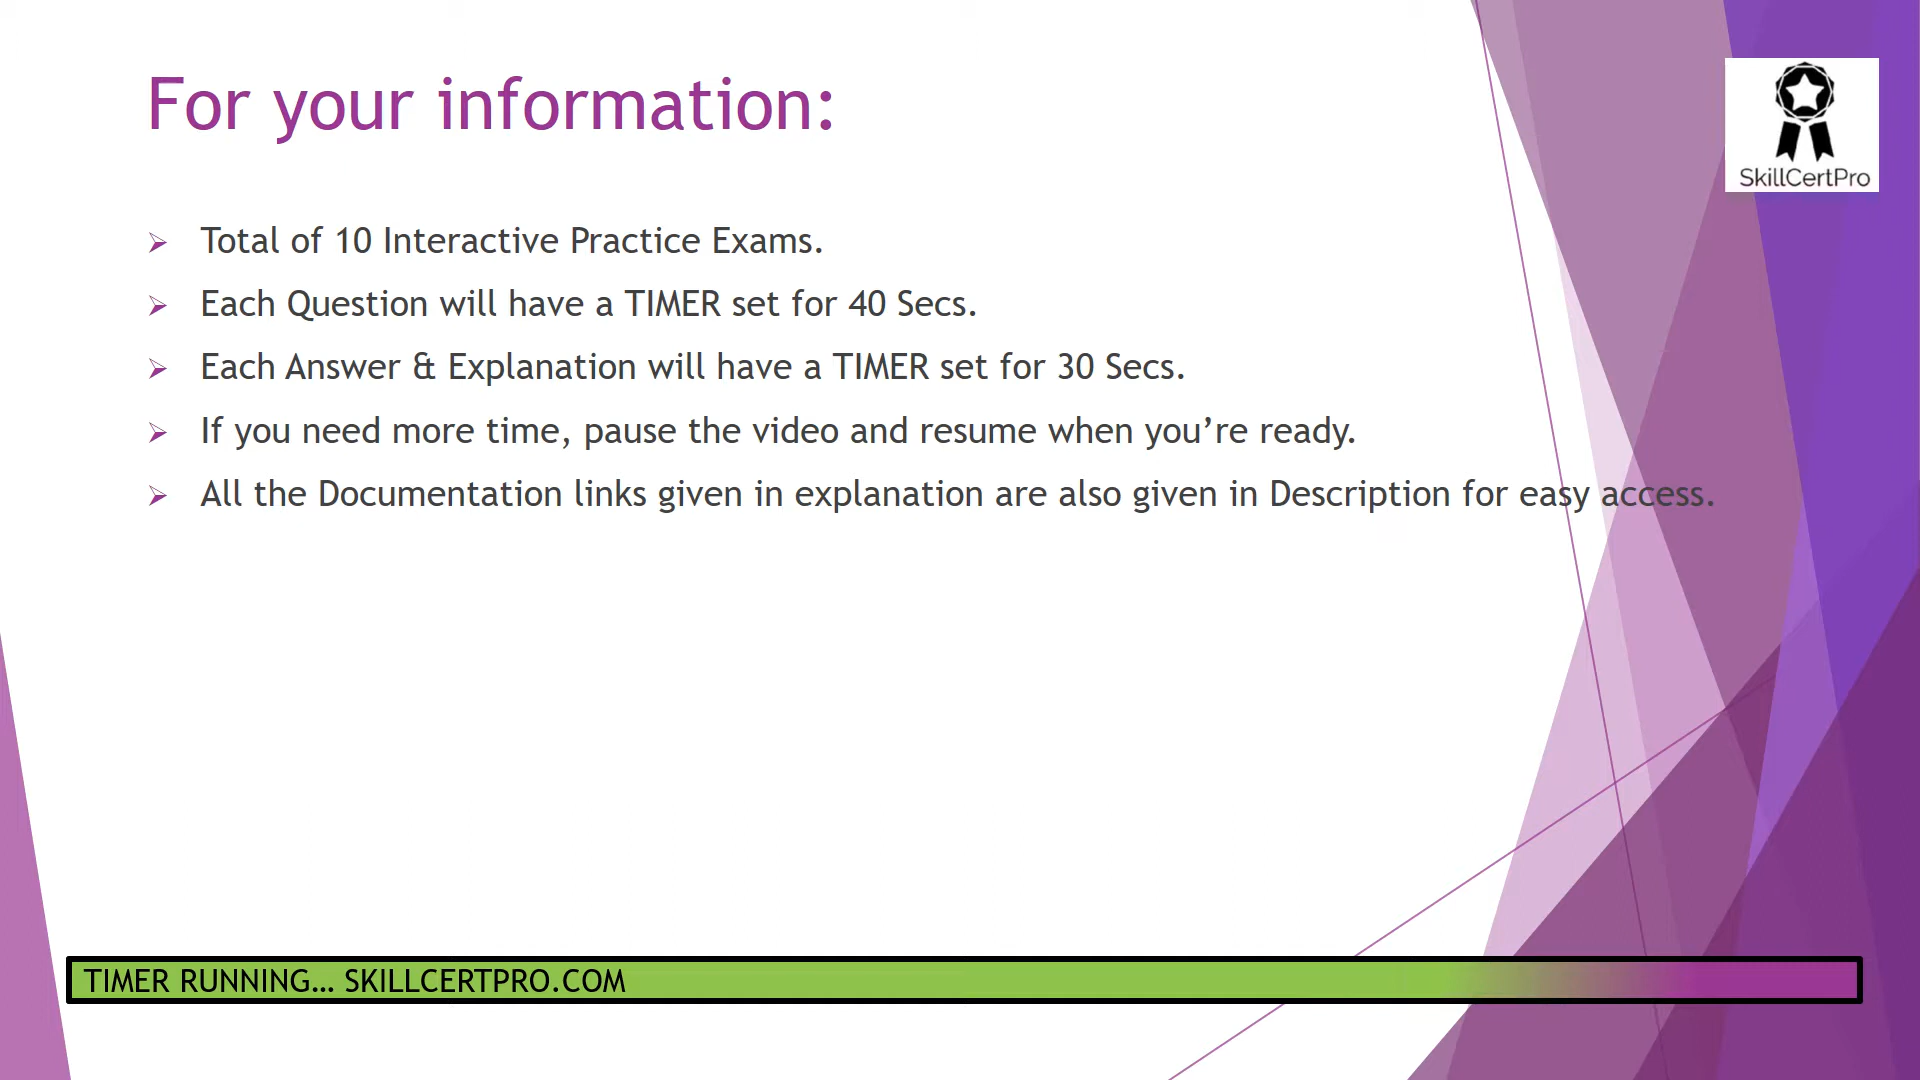 For your information:
SkillCertPro
Total of 10 Interactive Practice Exams.
Each Question will have a TIMER set for 40 Secs.
Each Answer & Explanation will have a TIMER set for 30 Secs.
If you need more time, pause the video and resume when you’re ready.
All the Documentation links given in explanation are also given in Description for easy access.
TIMER RUNNING... SKILLCERTPRO.COM